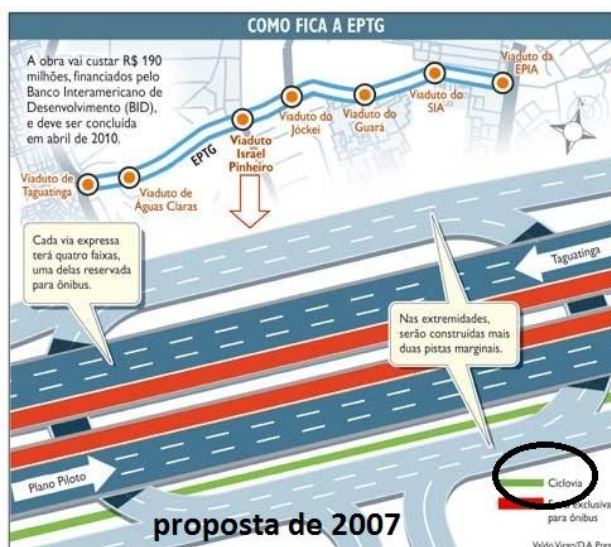 COMO FICA A EPTG
A obra vai custar R$ 190
milhões, financiados pelo
Banco Interamericano de
Desenvolvimento (BID),
e deve ser concluída
em abril de 2010.
Viaduto da
EPIA
Viaduto do
SIA
Viaduto do
Guará
Viaduto do
Jóckei
Viaduto
Israel
Pinheiro
EPTG
Viaduto de
Taguatinga
Viaduto de
Águas Claras
Cada via expressa
terá quatro faixas,
uma delas reservada
para ônibus.
Taguatinga
Nas extremidades,
serão construídas mais
duas pistas marginais.
Plano Piloto
Ciclovia
exclusiva
para ônibus
proposta de 2007